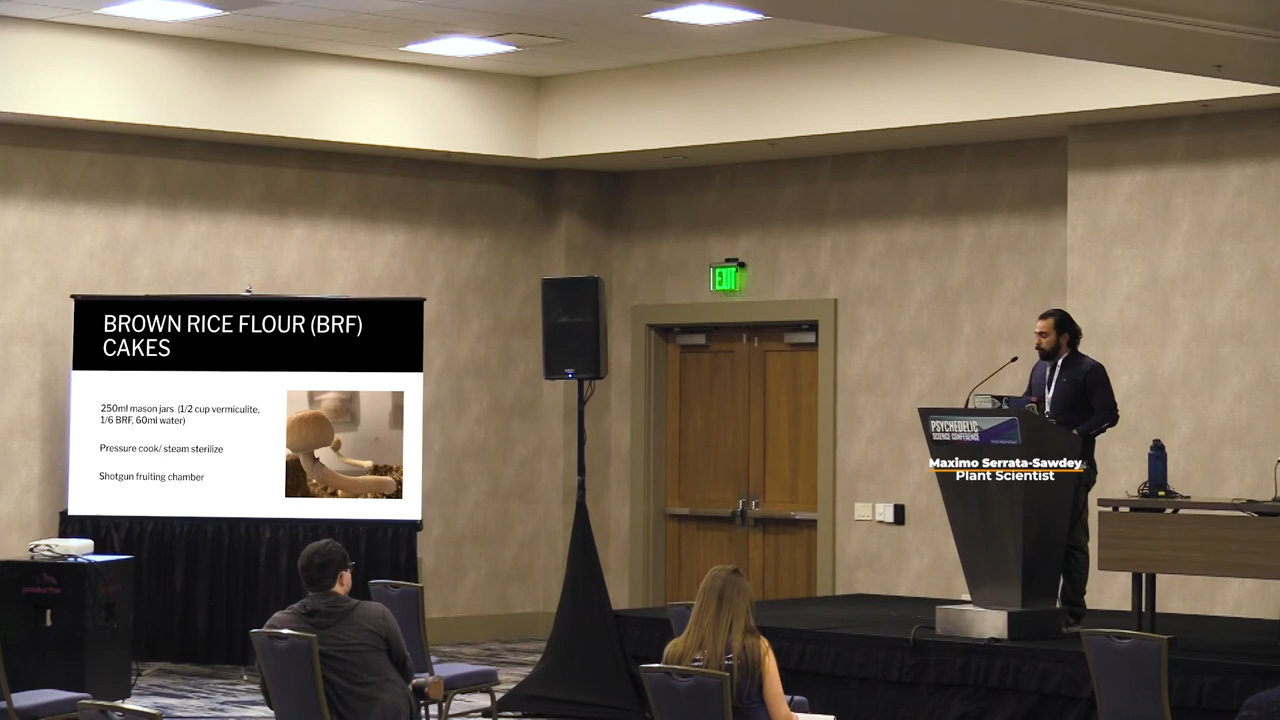 EXIT
BROWN RICE FLOUR (BRF)
CAKES
250ml mason jars (1/2 cup vermiculite,
1/6 BRF, 60ml water)
Pressure cook/ steam sterilize
Shotgun fruiting chamber
PSYCHEDELIC
SCIENCE CONFERENCE
Maximo Serrata-Sawdey
Plant Scientist